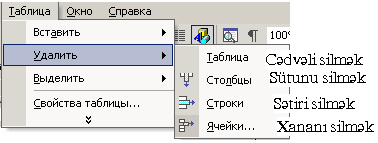 Таблица Окно Справка
Вставить
Удалить
Выделить
Свойства таблицы...
100%
Таблица Cədvəli silmək
Столбцы Sütunu silmək
Строки Sətiri silmək
Ячейки... Xananı silmək